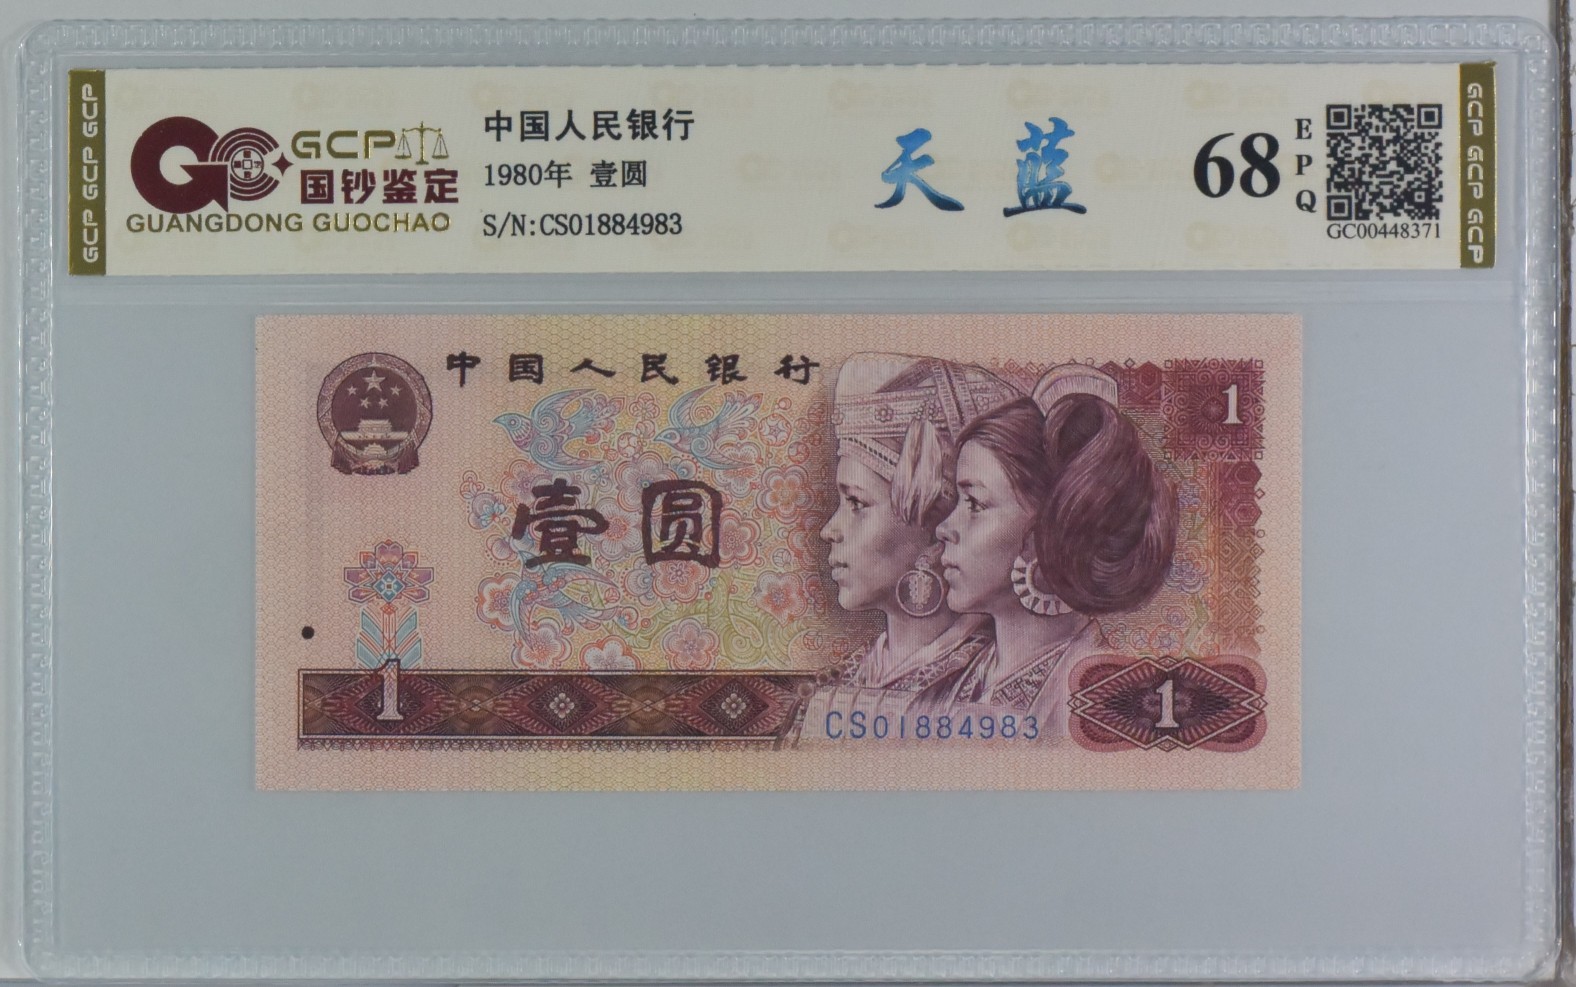 GCP GCP GCP
GCP
国钞鉴定
GUANGDONG GUOCHAO
中国人民银行
1980年 壹圆
S/N:CS01884983
天蓝
68
EPQ
GC00448371
GCP GCP GCP
中国人民银行
1
壹圆
1
CS01884983
1